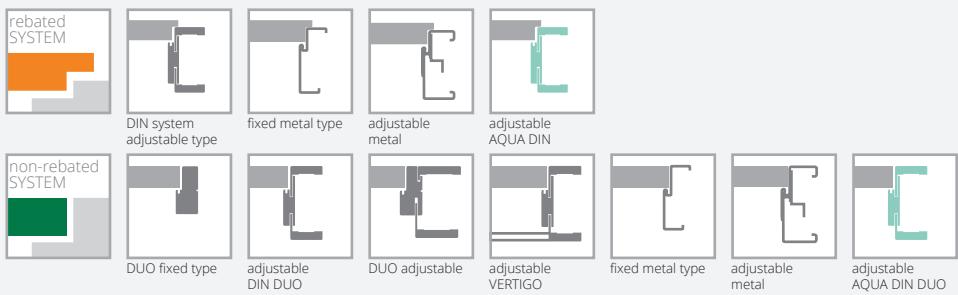 rebated
SYSTEM
DIN system
adjustable type
fixed metal type
adjustable
metal
adjustable
AQUA DIN
non-rebated
SYSTEM
DUO fixed type
adjustable
DIN DUO
DUO adjustable
adjustable
VERTIGO
fixed metal type
adjustable
metal
adjustable
AQUA DIN DUO